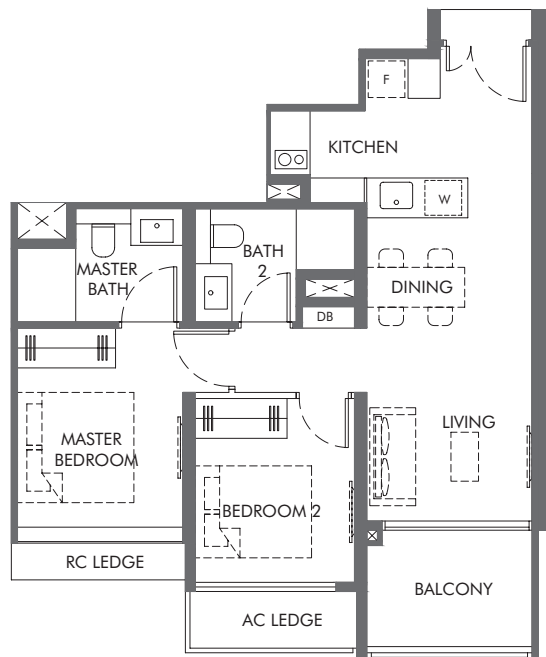 F
KITCHEN
W
BATH
2
MASTER
BATH
DINING
DB
LIVING
MASTER
BEDROOM
BEDROOM 2
RC LEDGE
BALCONY
AC LEDGE